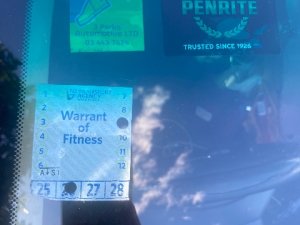 Automotive LTD
PENRITE
TRUSTED SINCE 1926
AGENCY
1
7
2
8
3
Warrant
of
Fitness
4
10
5
11
6
12
25
27
28